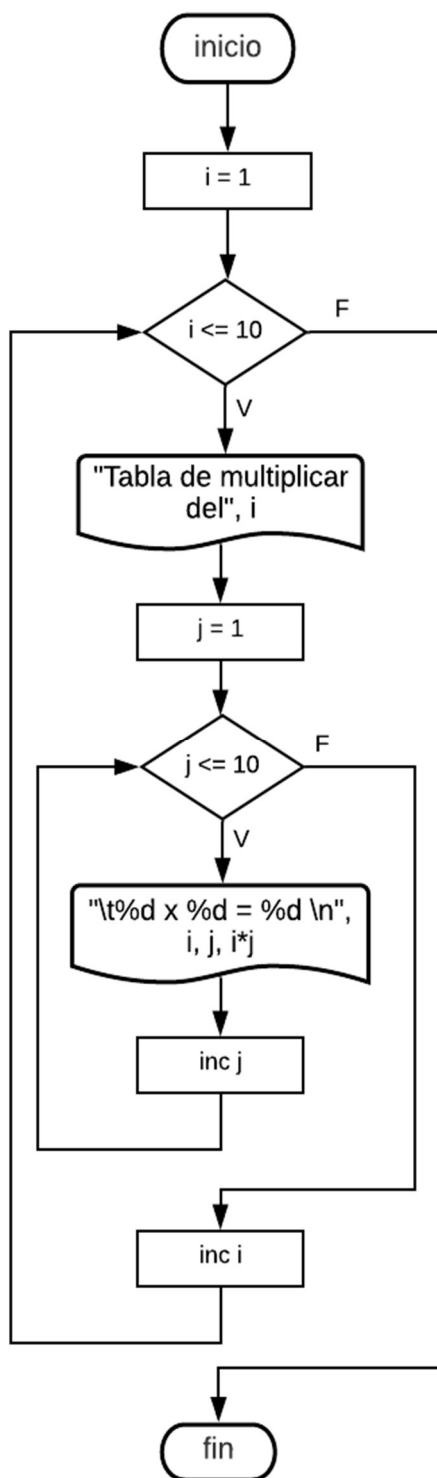 inicio
i = 1
i <= 10
F
V
"Tabla de multiplicar
del", i
j = 1
j <= 10
F
V
"\t%d x %d = %d \n",
i, j, i*j
inc j
inc i
fin